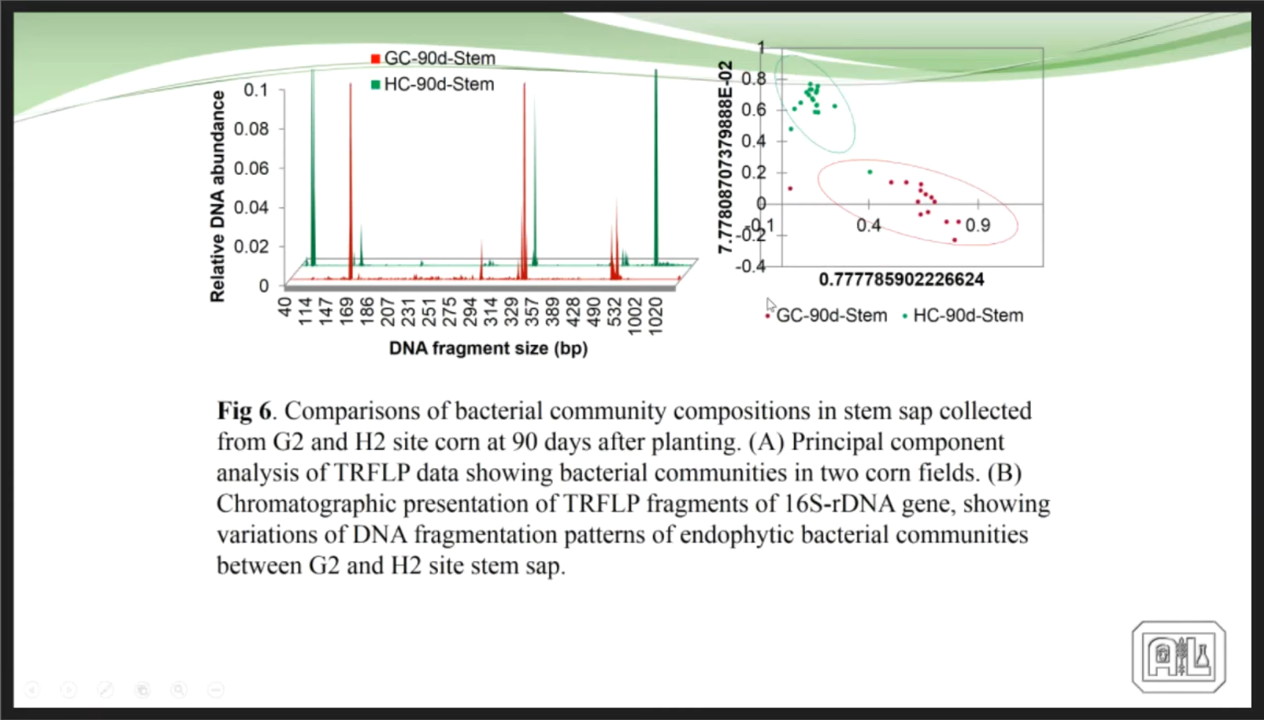 GC-90d-Stem
HC-90d-Stem
Relative DNA abundance
0.1
0.08
0.06
0.04
0.02
0
40 114 147 169 186 207 231 251 275 294 314 329 357 389 428 490 532 1002 1020
DNA fragment size (bp)
7.7780870737988​8E-02
1
0.8
0.6
0.4
0.2
0
-0.2
-0.4
-0.1 0.4 0.9
0.7777859022​26624
GC-90d-Stem HC-90d-Stem
Fig 6. Comparisons of bacterial community compositions in stem sap collected
from G2 and H2 site corn at 90 days after planting. (A) Principal component
analysis of TRFLP data showing bacterial communities in two corn fields. (B)
Chromatographic presentation of TRFLP fragments of 16S-rDNA gene, showing
variations of DNA fragmentation patterns of endophytic bacterial communities
between G2 and H2 site stem sap.
AL